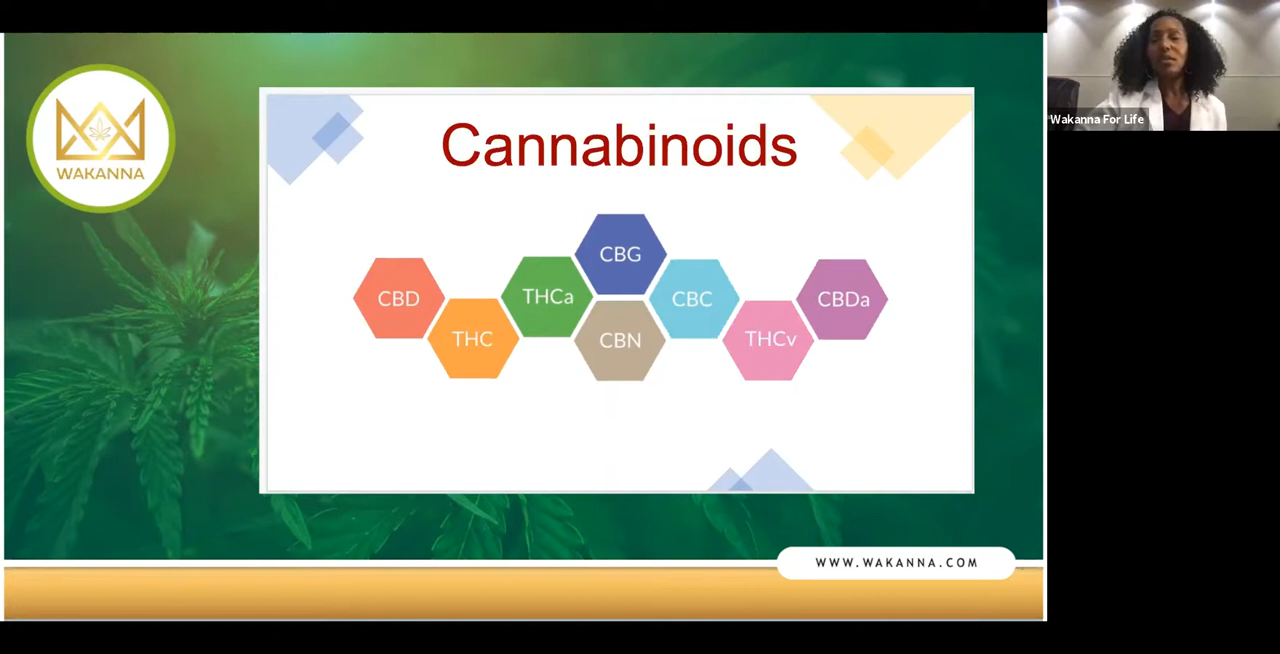 WAKANNA
Cannabinoids
CBD
THC
THCa
CBG
CBN
CBC
THCv
CBDa
WWW.WAKANNA.COM
Wakanna For Life